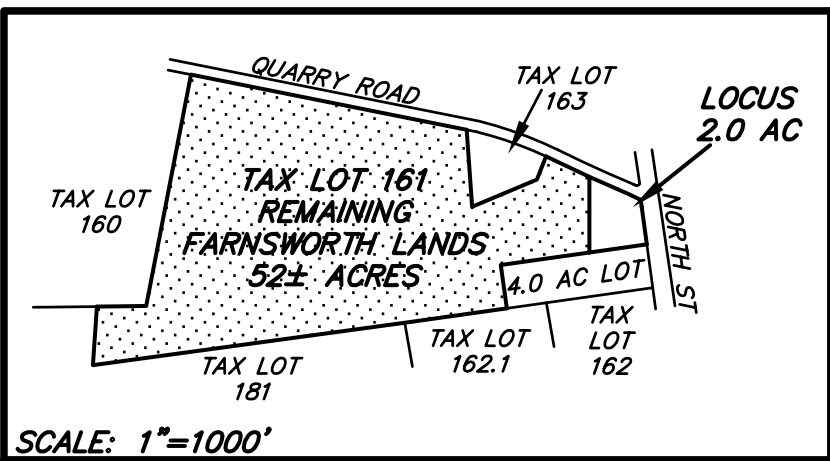 QUARRY ROAD
TAX LOT
163
LOCUS
2.0 AC
TAX LOT 161
REMAINING
FARNSWORTH LANDS
52± ACRES
TAX LOT
160
NORTH ST
4.0 AC LOT
TAX LOT
162.1
TAX
LOT
162
TAX LOT
181
SCALE: 1"=1000'